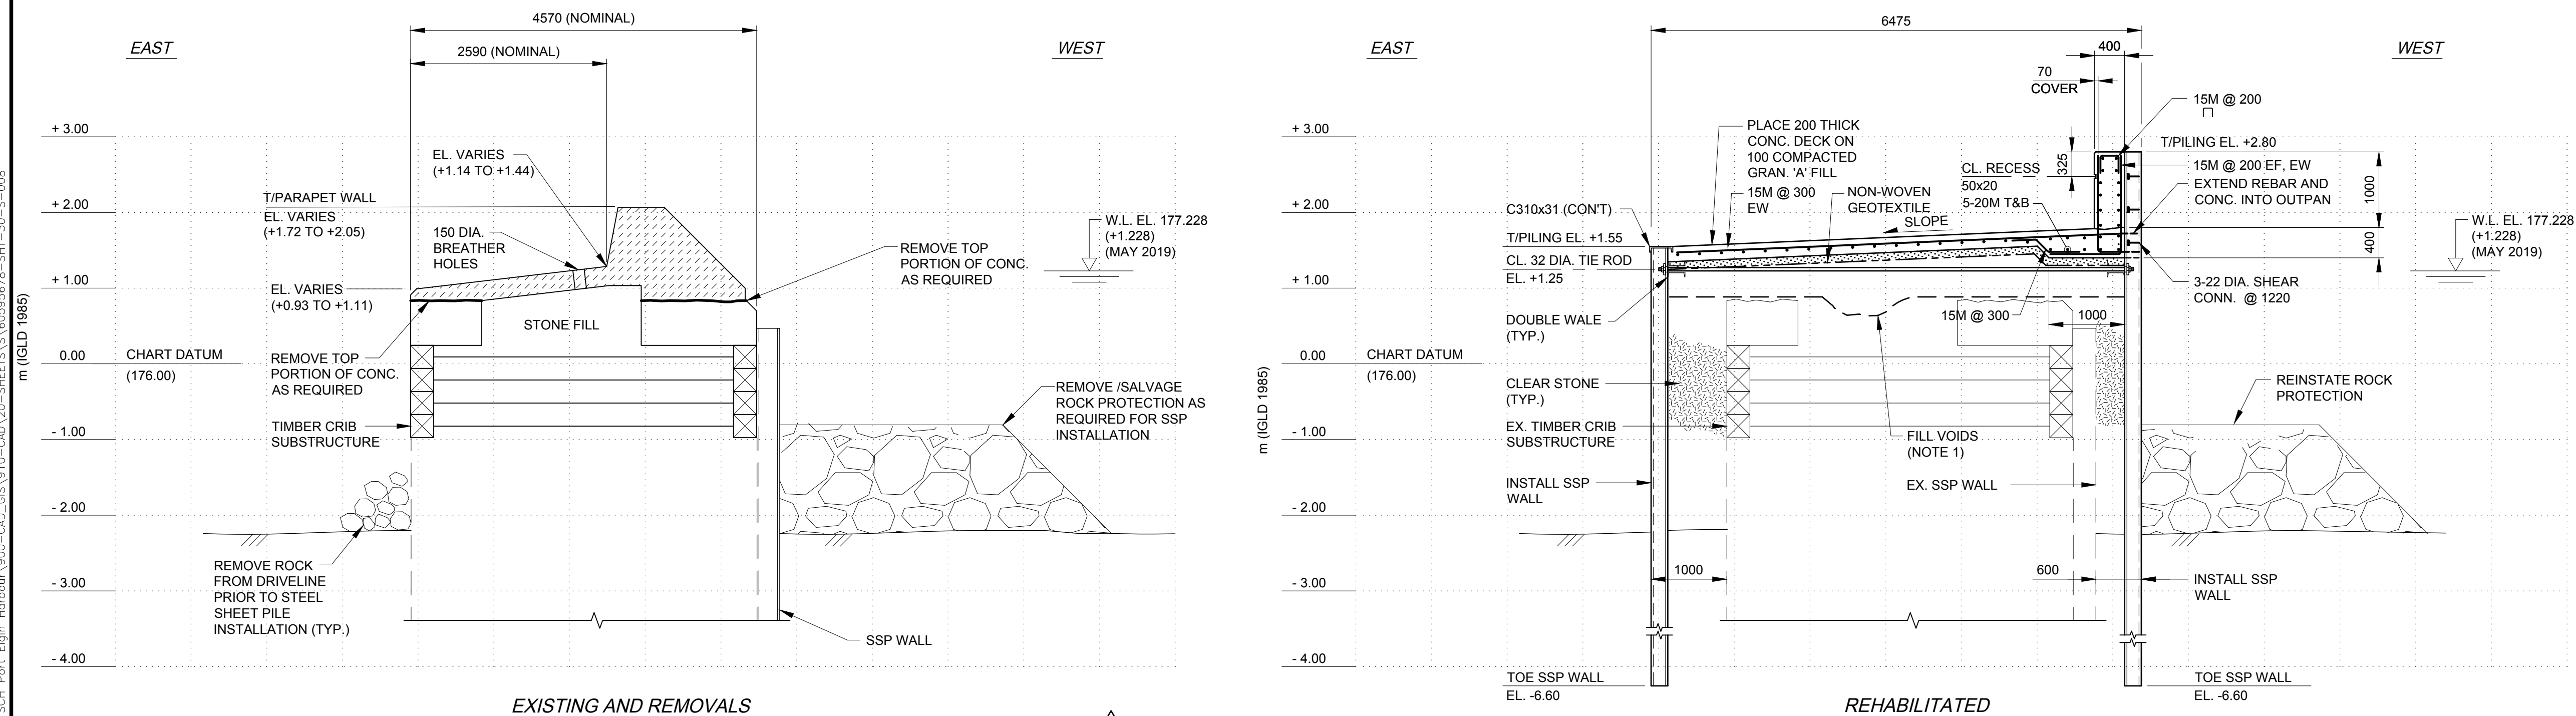 4570 (NOMINAL)
2590 (NOMINAL)
EAST
WEST
+ 3.00
+ 2.00
+ 1.00
0.00
- 1.00
- 2.00
- 3.00
- 4.00
m (IGLD 1985)
CHART DATUM
(176.00)
EL. VARIES
(+1.14 TO +1.44)
T/PARAPET WALL
EL. VARIES
(+1.72 TO +2.05)
150 DIA.
BREATHER
HOLES
EL. VARIES
(+0.93 TO +1.11)
W.L. EL. 177.228
(+1.228)
(MAY 2019)
REMOVE TOP
PORTION OF CONC.
AS REQUIRED
STONE FILL
REMOVE TOP
PORTION OF CONC.
AS REQUIRED
TIMBER CRIB
SUBSTRUCTURE
REMOVE /SALVAGE
ROCK PROTECTION AS
REQUIRED FOR SSP
INSTALLATION
REMOVE ROCK
FROM DRIVELINE
PRIOR TO STEEL
SHEET PILE
INSTALLATION (TYP.)
SSP WALL
EXISTING AND REMOVALS
6475
EAST
WEST
400
70
COVER
15M @ 200
T/PILING EL. +2.80
325
15M @ 200 EF, EW
EXTEND REBAR AND
CONC. INTO OUTPAN
1000
400
W.L. EL. 177.228
(+1.228)
(MAY 2019)
3-22 DIA. SHEAR
CONN. @ 1220
+ 3.00
+ 2.00
+ 1.00
0.00
- 1.00
- 2.00
- 3.00
- 4.00
m (IGLD 1985)
CHART DATUM
(176.00)
PLACE 200 THICK
CONC. DECK ON
100 COMPACTED
GRAN. 'A' FILL
15M @ 300
EW
NON-WOVEN
GEOTEXTILE
SLOPE
CL. RECESS
50x20
5-20M T&B
C310x31 (CON'T)
T/PILING EL. +1.55
CL. 32 DIA. TIE ROD
EL. +1.25
DOUBLE WALE
(TYP.)
15M @ 300
1000
CLEAR STONE
(TYP.)
EX. TIMBER CRIB
SUBSTRUCTURE
FILL VOIDS
(NOTE 1)
REINSTATE ROCK
PROTECTION
INSTALL SSP
WALL
EX. SSP WALL
1000
600
INSTALL SSP
WALL
TOE SSP WALL
EL. -6.60
TOE SSP WALL
EL. -6.60
REHABILITATED